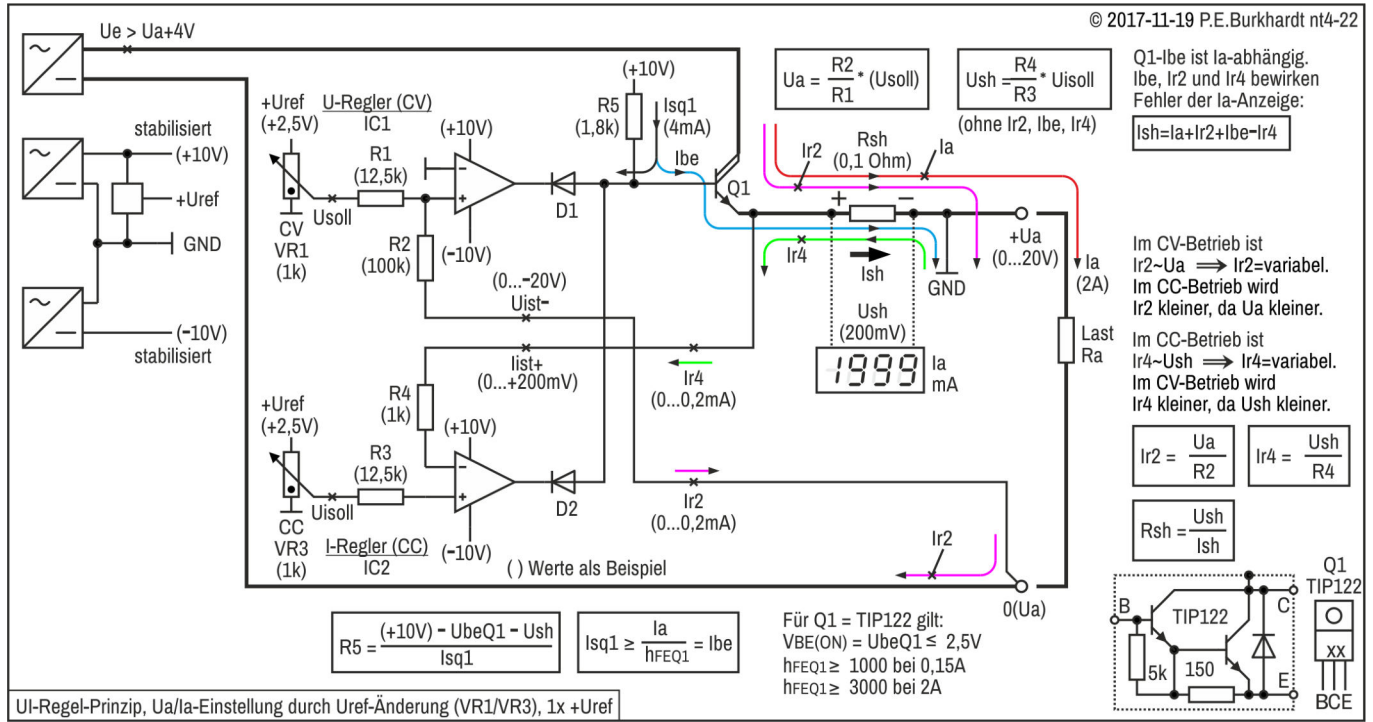 © 2017-11-19 P.E.Burkhardt nt4-22
Ue > Ua+4V
+Uref
(+2,5V)
U-Regler (CV)
IC1
(+10V)
(+10V)
R5
(1,8k)
Isq1
(4mA)
Ua = R2/R1 * (Usoll)
Ush = R4/R3 * Uisoll
(ohne Ir2, Ibe, Ir4)
Q1-Ibe ist Ia-abhängig.
Ibe, Ir2 und Ir4 bewirken
Fehler der Ia-Anzeige:
Ish=Ia+Ir2+Ibe-Ir4
stabilisiert
(+10V)
+Uref
GND
(-10V)
stabilisiert
R1
(12,5k)
Usoll
CV
VR1
(1k)
R2
(100k)
-
+
(-10V)
D1
Ibe
Q1
Ir2
Rsh
(0,1 Ohm)
Ia
+
-
+Ua
(0...20V)
Ir4
Ish
GND
Ia
(2A)
(0...-20V)
Uist-
Iist+
(0...+200mV)
Ush
(200mV)
1999
Ia
mA
Last
Ra
Ir4
(0...0,2mA)
Im CV-Betrieb ist
Ir2~Ua ⟹ Ir2=variabel.
Im CC-Betrieb wird
Ir2 kleiner, da Ua kleiner.
Im CC-Betrieb ist
Ir4~Ush ⟹ Ir4=variabel.
Im CV-Betrieb wird
Ir4 kleiner, da Ush kleiner.
+Uref
(+2,5V)
R4
(1k)
(+10V)
R3
(12,5k)
Uisoll
CC
VR3
(1k)
-
+
I-Regler (CC)
IC2
(-10V)
D2
Ir2
(0...0,2mA)
Ir2
( ) Werte als Beispiel
0(Ua)
Ir2 = Ua/R2
Ir4 = Ush/R4
Rsh = Ush/Ish
R5 = (+10V) - UbeQ1 - Ush/Isq1
Isq1 ≥ Ia/hFEQ1 = Ibe
Für Q1 = TIP122 gilt:
VBE(ON) = UbeQ1 ≤ 2,5V
hFEQ1≥ 1000 bei 0,15A
hFEQ1≥ 3000 bei 2A
B
TIP122
C
5k
150
E
Q1
TIP122
XX
BCE
UI-Regel-Prinzip, Ua/Ia-Einstellung durch Uref-Änderung (VR1/VR3), 1x +Uref